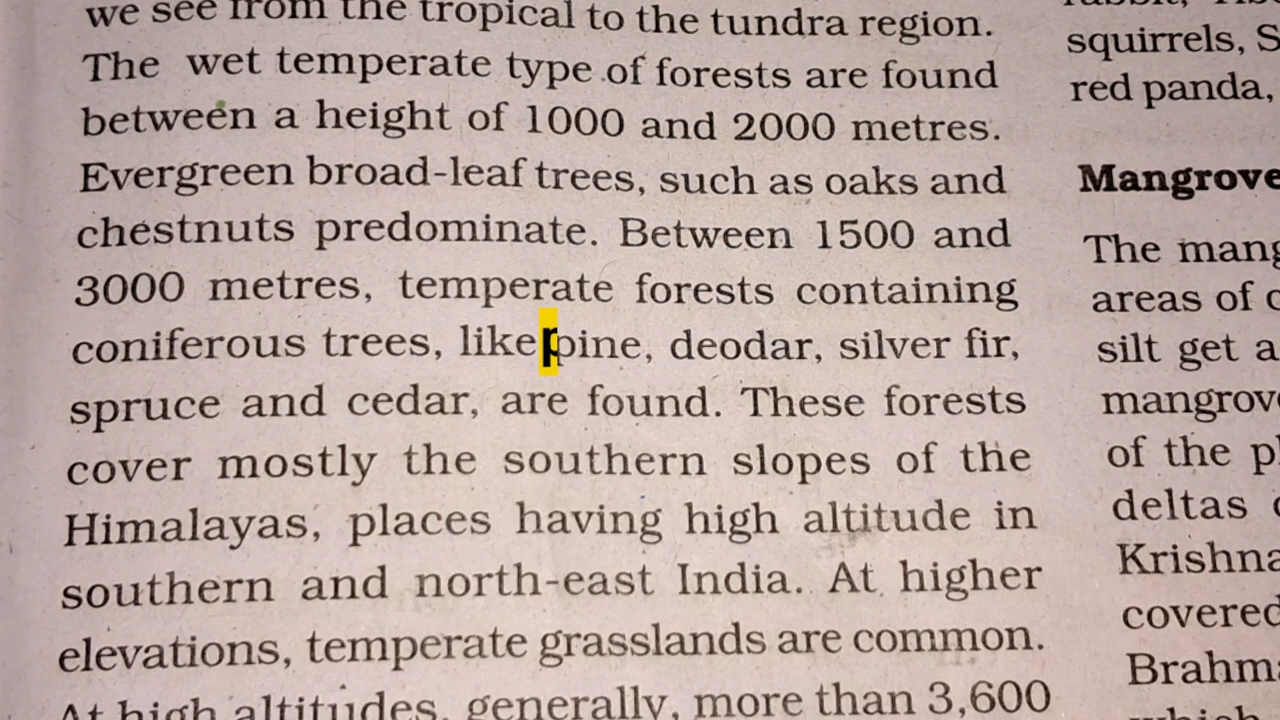 we see from the tropical to the tundra region.
The wet temperate type of forests are found
between a height of 1000 and 2000 metres.
Evergreen broad-leaf trees, such as oaks and
chestnuts predominate. Between 1500 and
3000 metres, temperate forests containing
coniferous trees, like pine, deodar, silver fir,
spruce and cedar, are found. These forests
cover mostly the southern slopes of the
Himalayas, places having high altitude in
southern and north-east India. At higher
elevations, temperate grasslands are common.
At high altitudes, generally, more than 3,600
squirrels, S
red panda,
Mangrove
The mang
areas of
silt get a
mangrov
of the pl
deltas
Krishna
covered
Brahma
which